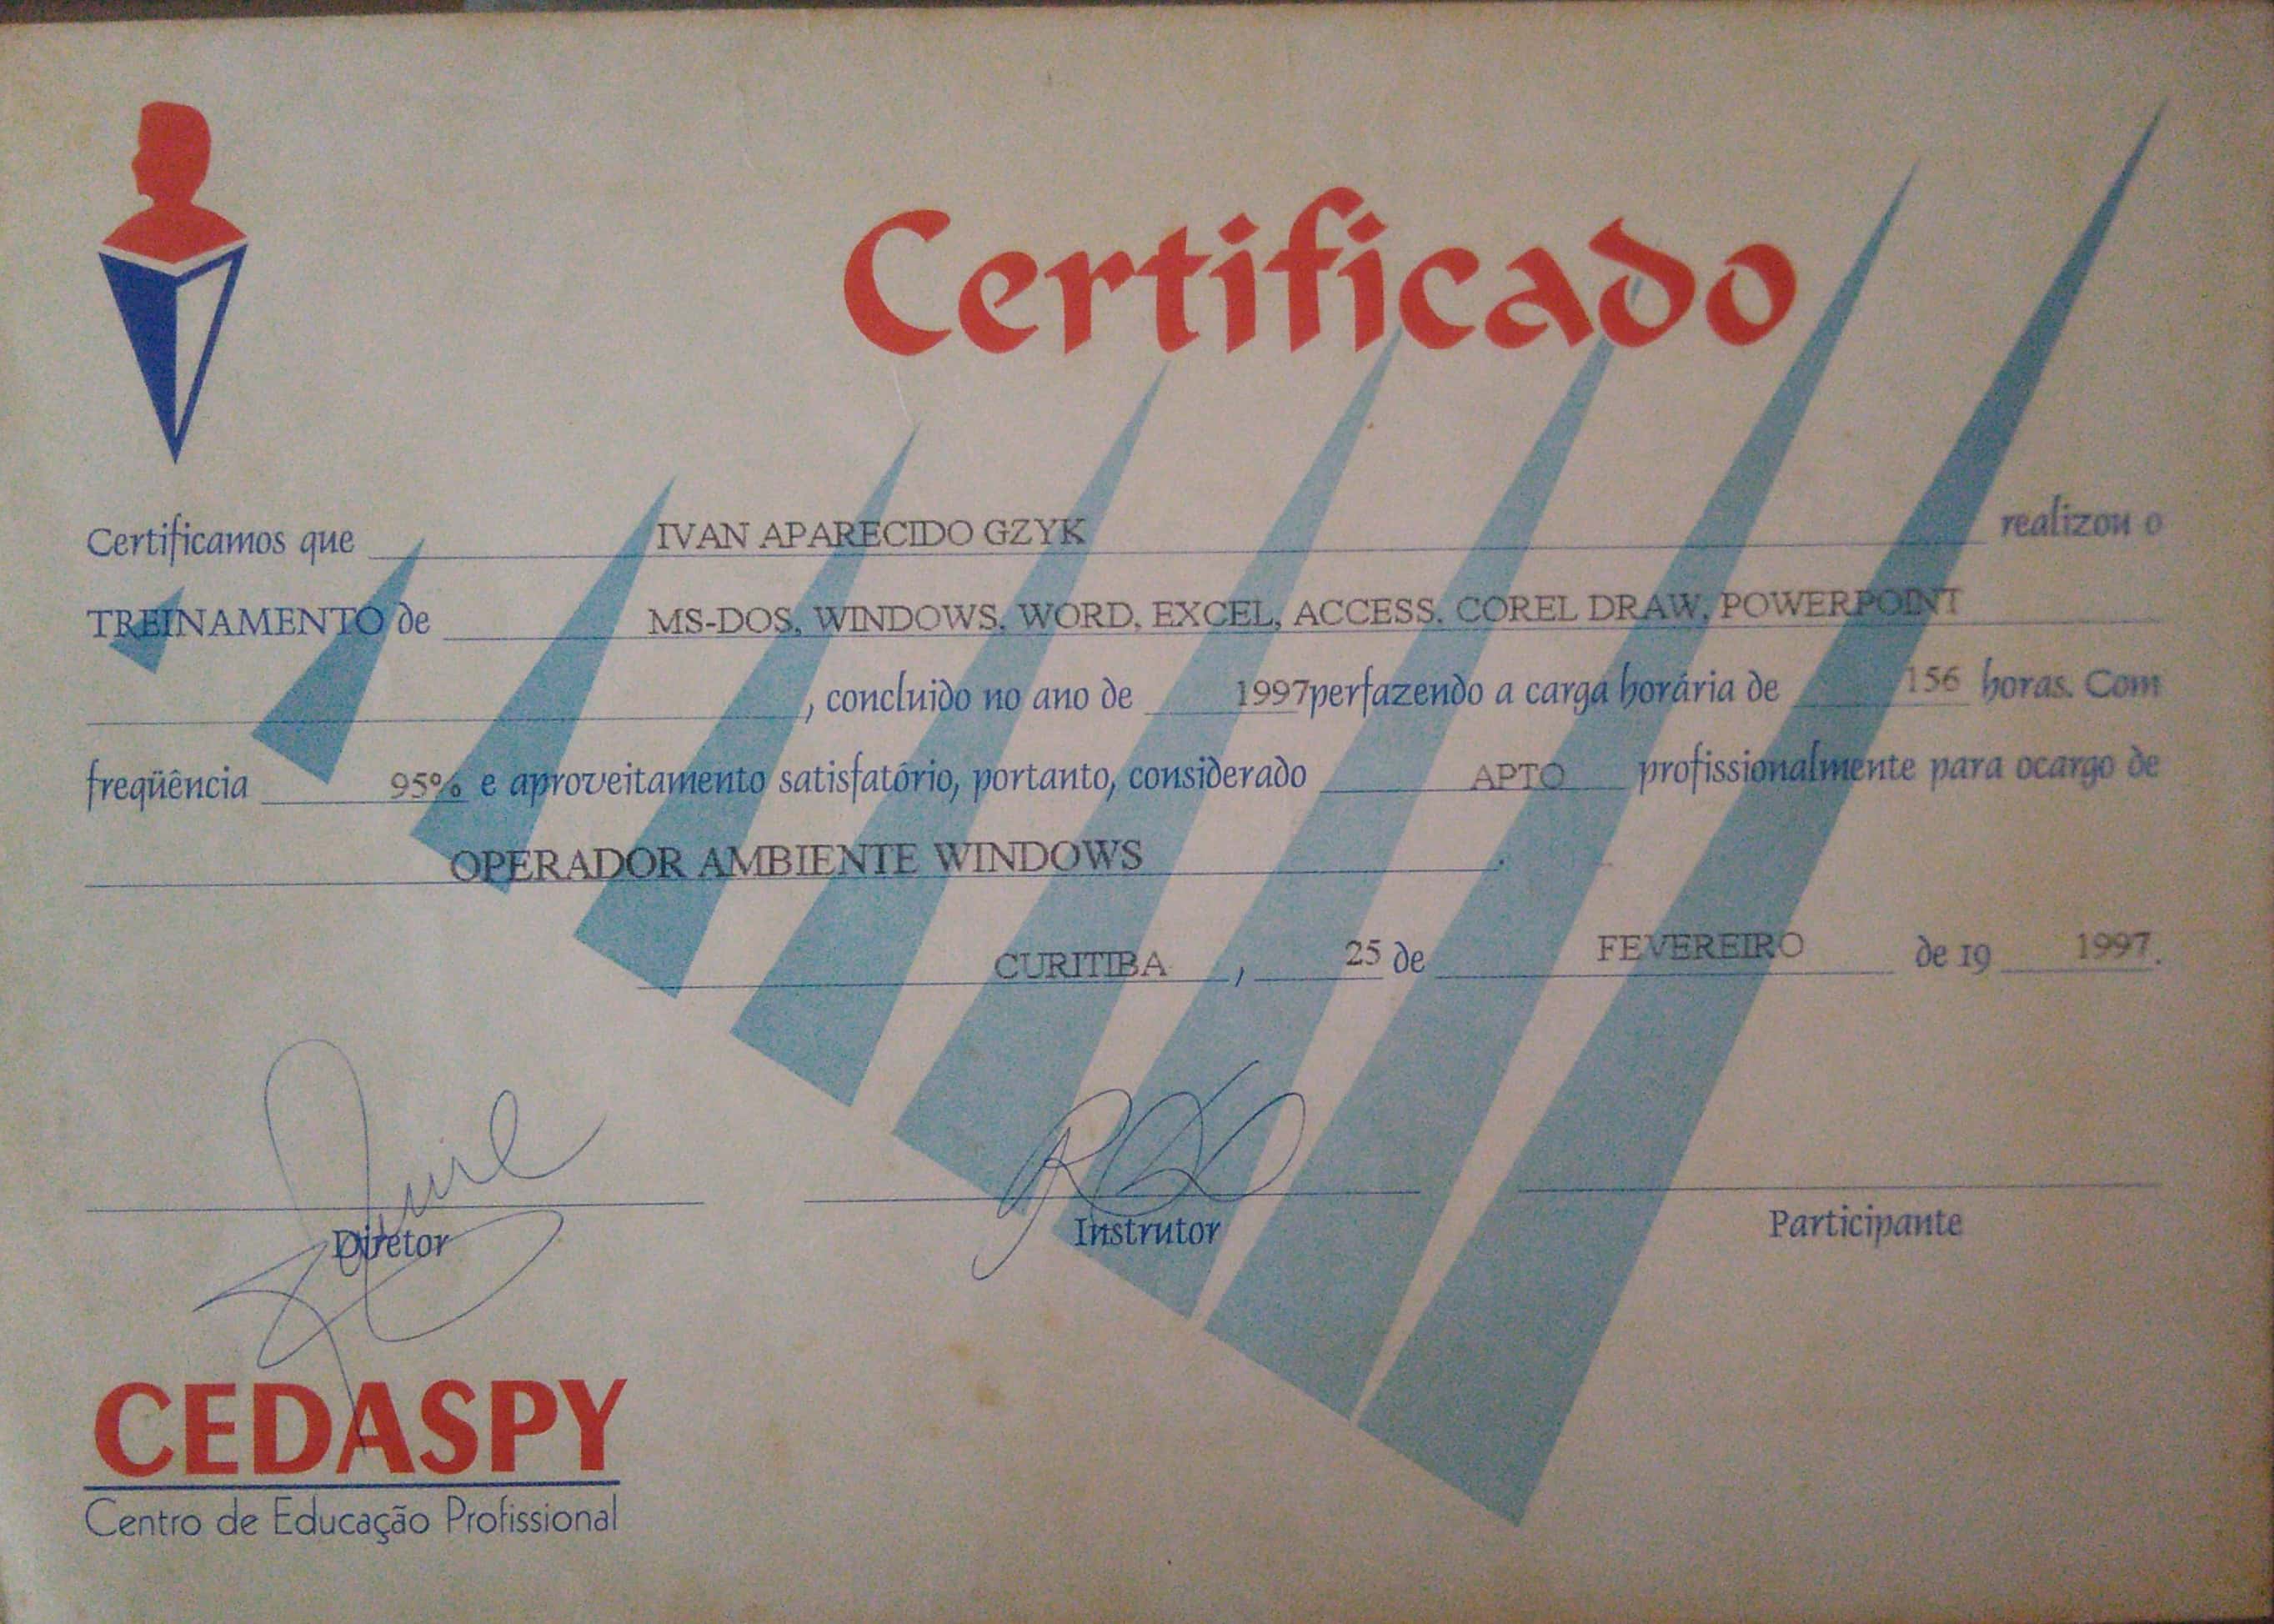 Certificado
Certificamos que IVAN APARECIDO GZYK realizou o
TREINAMENTO de MS-DOS, WINDOWS, WORD, EXCEL, ACCESS, COREL DRAW, POWERPOINT
, concluido no ano de 1997 perfazendo a carga horária de 156 horas. Com
freqüência 95% e aproveitamento satisfatório, portanto, considerado APTO profissionalmente para ocargo de
OPERADOR AMBIENTE WINDOWS.
CURITIBA, 25 de FEVEREIRO de 19 1997.
Diretor Instrutor Participante
CEDASPY
Centro de Educação Profissional